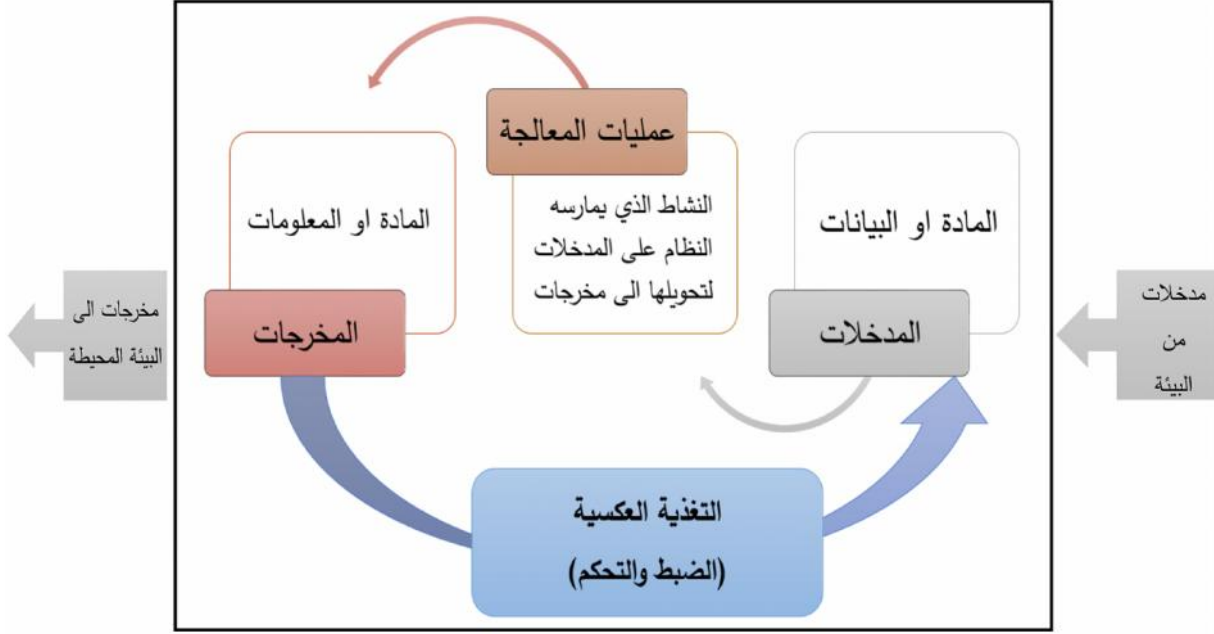 مدخلات
من
البيئة
المادة او البيانات
المدخلات
عمليات المعالجة
النشاط الذي يمارسه
النظام على المدخلات
لتحويلها الى مخرجات
المادة او المعلومات
المخرجات
مخرجات الى
البيئة المحيطة
التغذية العكسية
(الضبط والتحكم)